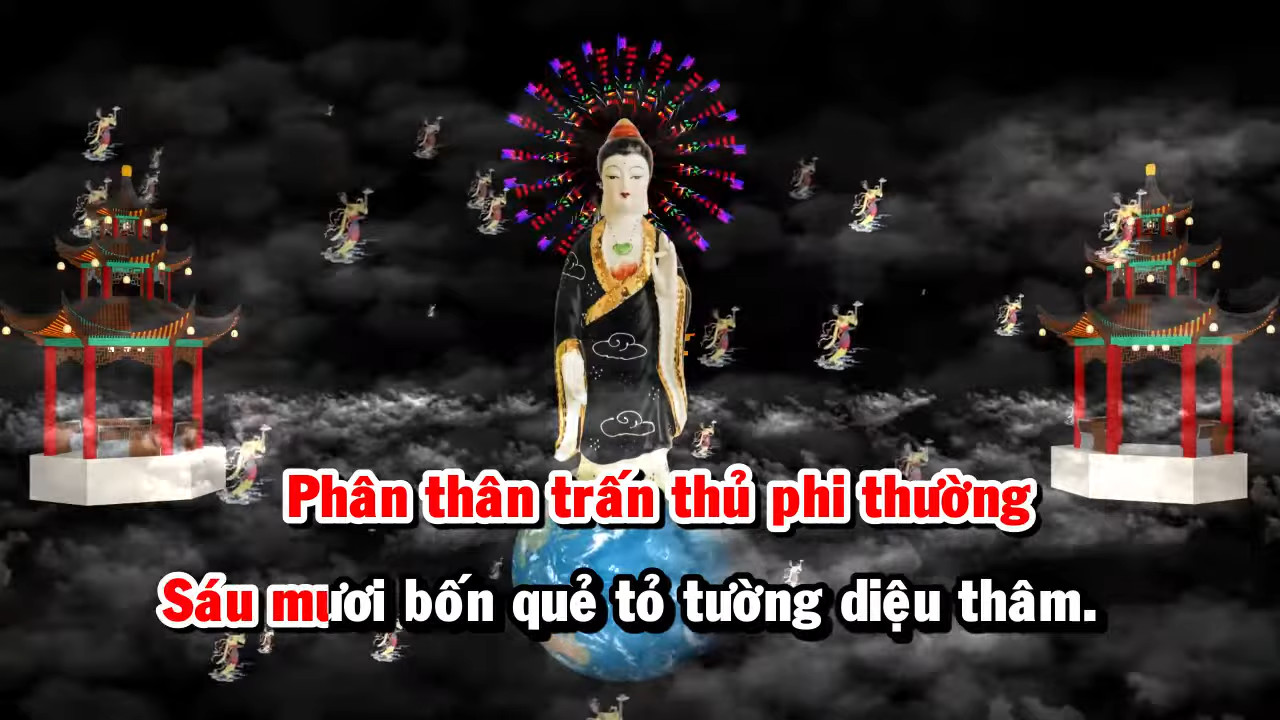 Phân thân trấn thủ phi thường
Sáu mươi bốn quẻ tỏ tường diệu thâm.